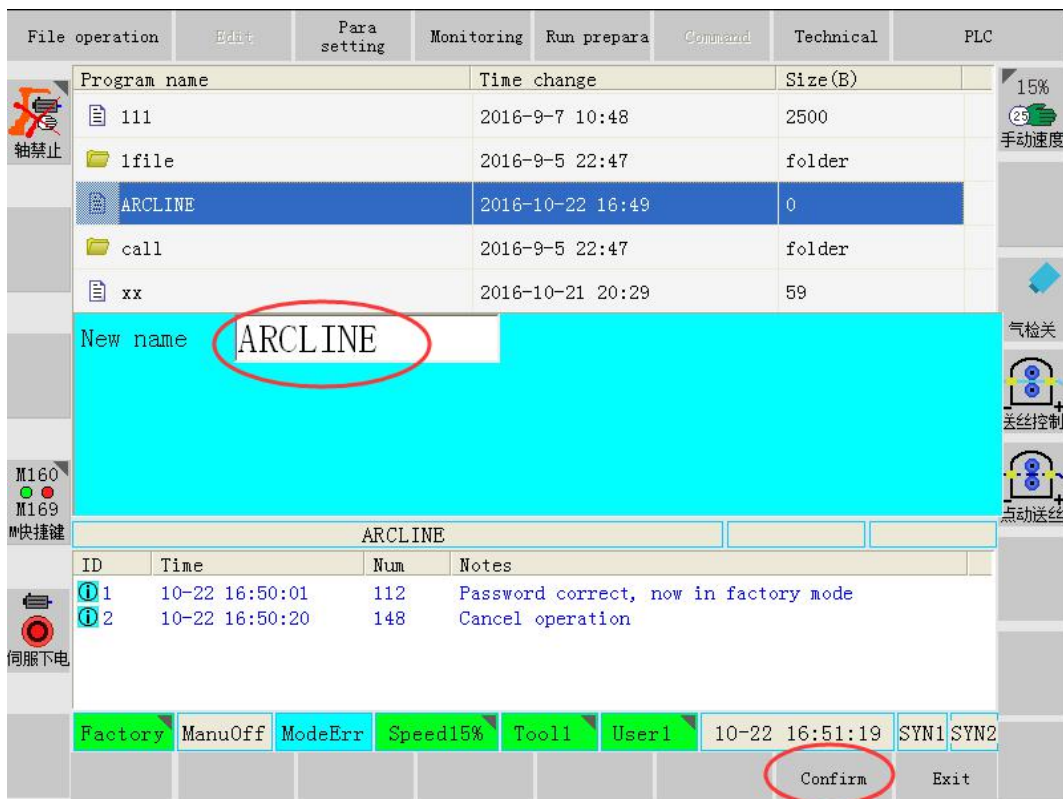 File operation Edit Para setting Monitoring Run prepara Command Technical PLC
Program name Time change Size(B)
111 2016-9-7 10:48 2500
1file 2016-9-5 22:47 folder
ARCLINE 2016-10-22 16:49 0
call 2016-9-5 22:47 folder
xx 2016-10-21 20:29 59
轴禁止
15%
25
手动速度
New name ARCLINE
气检关
送丝控制
点动送丝
M160
M169
M快捷键
ARCLINE
ID Time Num Notes
1 10-22 16:50:01 112 Password correct, now in factory mode
2 10-22 16:50:20 148 Cancel operation
伺服下电
Factory ManuOff ModeErr Speed15% Tool1 User1 10-22 16:51:19 SYN1 SYN2
Confirm Exit